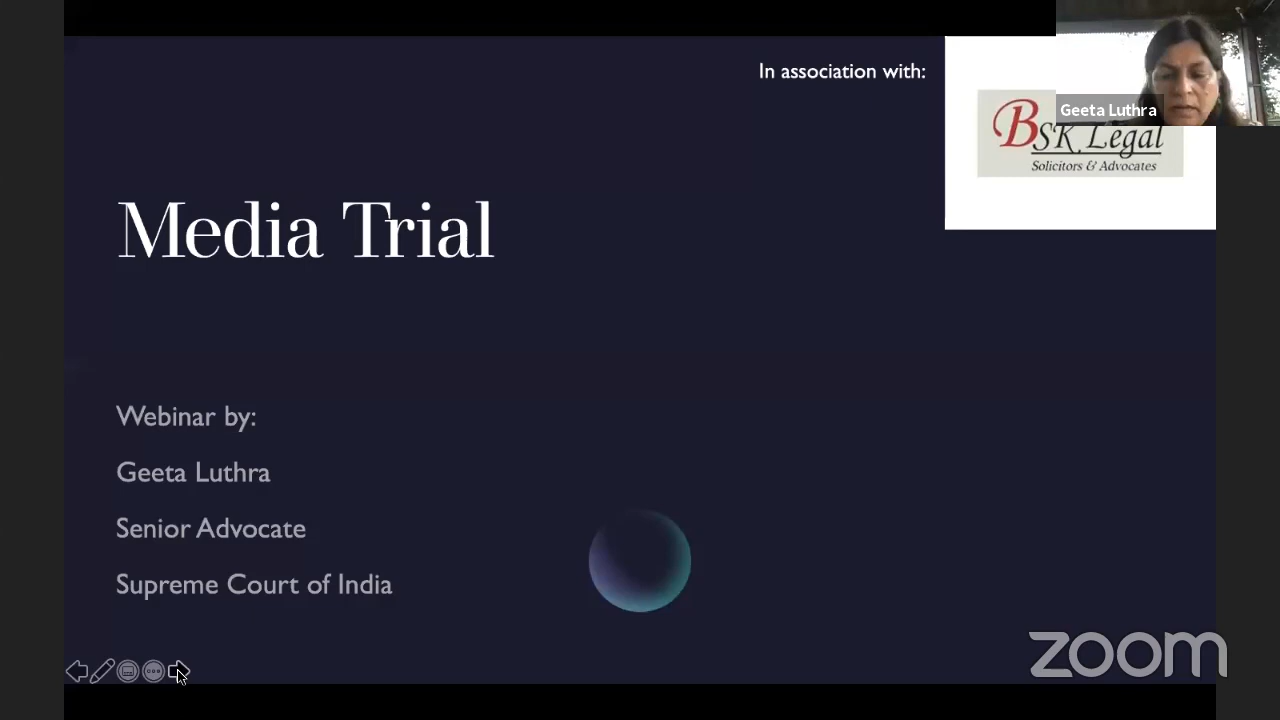 In association with:
Geeta Luthra
BSK Legal
Solicitors & Advocates
Media Trial
Webinar by:
Geeta Luthra
Senior Advocate
Supreme Court of India
zoom